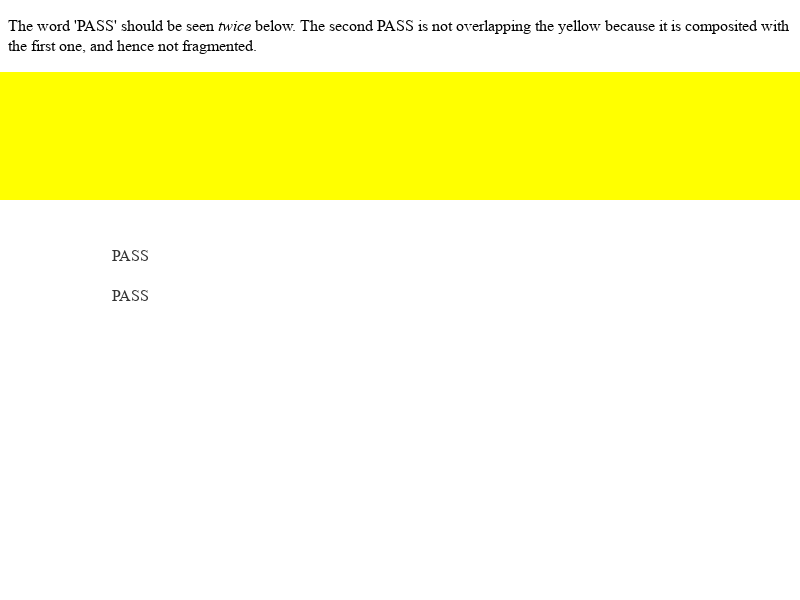 The word 'PASS' should be seen twice below. The second PASS is not overlapping the yellow because it is composited with
the first one, and hence not fragmented.
PASS
PASS